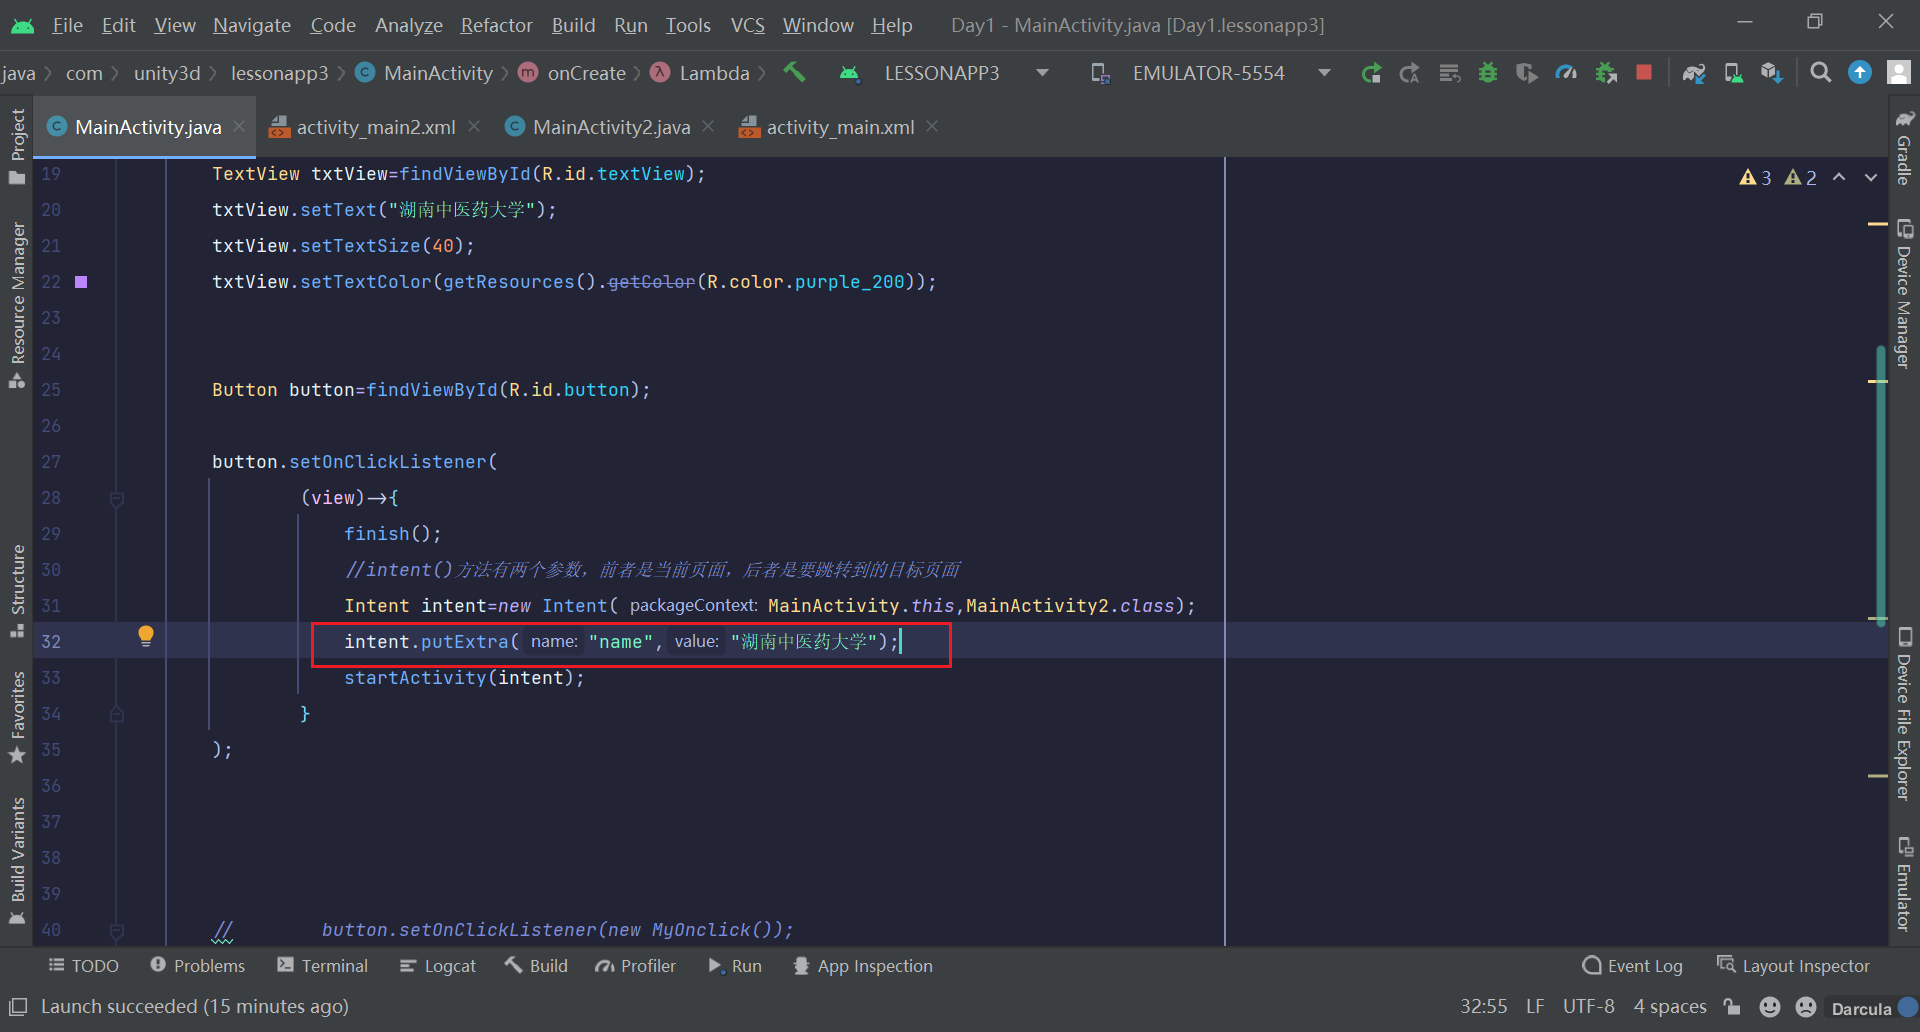 File Edit View Navigate Code Analyze Refactor Build Run Tools VCS Window Help Day1 - MainActivity.java [Day1.lessonapp3]
java com unity3d lessonapp3 MainActivity onCreate Lambda LESSONAPP3 EMULATOR-5554
MainActivity.java activity_main2.xml MainActivity2.java activity_main.xml
Project
Resource Manager
Structure
Favorites
Build Variants
3 2
19 TextView txtView=findViewById(R.id.textView);
20 txtView.setText("湖南中医药大学");
21 txtView.setTextSize(40);
22 txtView.setTextColor(getResources().getColor(R.color.purple_200));
23
24
25 Button button=findViewById(R.id.button);
26
27 button.setOnClickListener(
28 (view)->{
29 finish();
30 //intent()方法有两个参数，前者是当前页面，后者是要跳转到的目标页面
31 Intent intent=new Intent( packageContext: MainActivity.this,MainActivity2.class);
32 intent.putExtra( name: "name", value: "湖南中医药大学");
33 startActivity(intent);
34 }
35 );
36
37
38
39
40 // button.setOnClickListener(new MyOnclick());
Gradle
Device Manager
Device File Explorer
Emulator
TODO Problems Terminal Logcat Build Profiler Run App Inspection Event Log Layout Inspector
Launch succeeded (15 minutes ago) 32:55 LF UTF-8 4 spaces Darcula